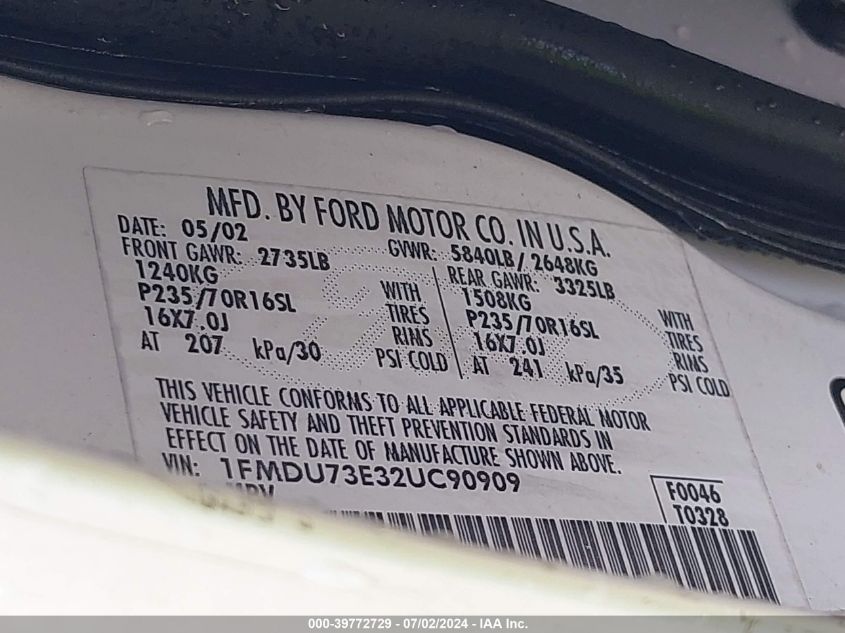 MFD. BY FORD MOTOR CO. IN U.S.A.
DATE: 05/02 GVWR: 5840LB / 2648KG
FRONT GAWR: 2735LB REAR GAWR: 3325LB
1240KG 1508KG
P235/70R16SL WITH TIRES P235/70R16SL WITH TIRES
16X7.0J RIMS 16X7.0J RIMS
AT 207 kPa/30 PSI COLD AT 241 kPa/35 PSI COLD
THIS VEHICLE CONFORMS TO ALL APPLICABLE FEDERAL MOTOR
VEHICLE SAFETY AND THEFT PREVENTION STANDARDS IN
EFFECT ON THE DATE OF MANUFACTURE SHOWN ABOVE.
VIN: 1FMDU73E32UC90909
F0046
T0328
000-39772729 - 07/02/2024 - IAA Inc.